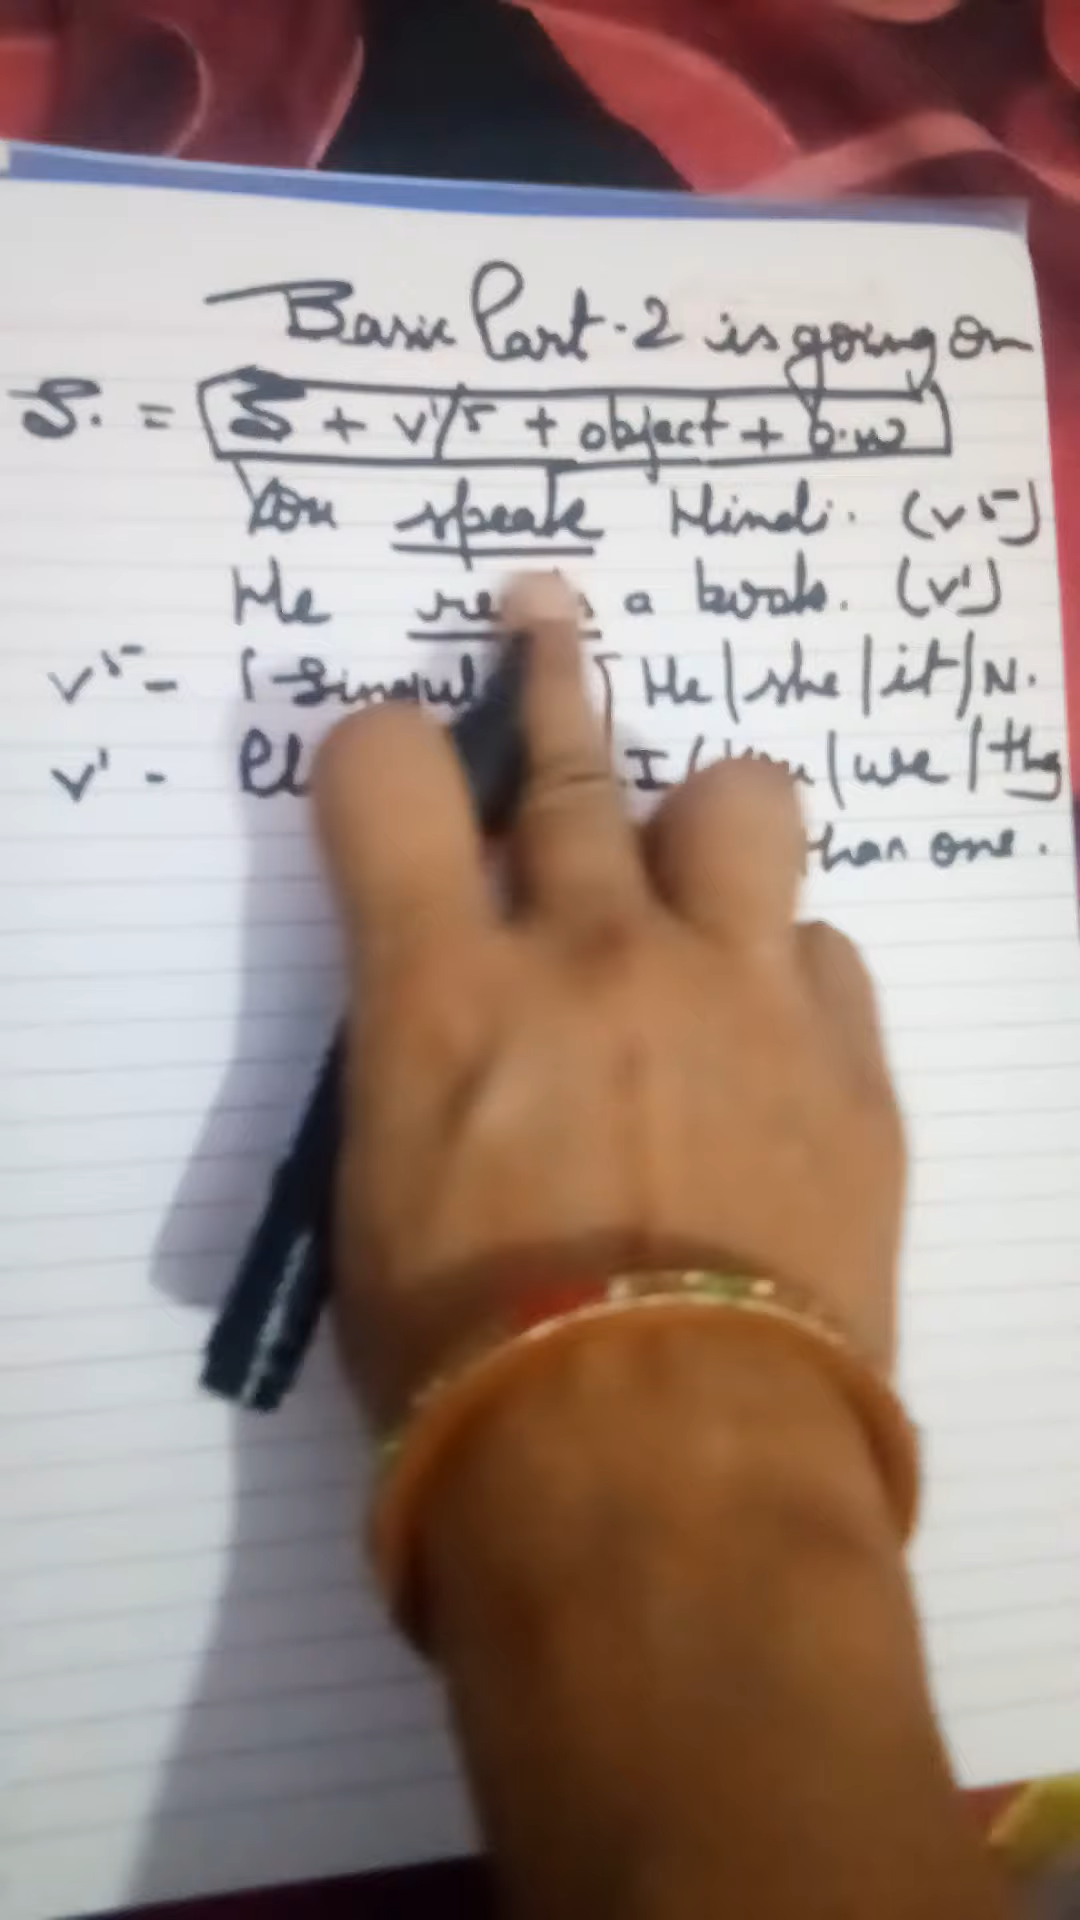 Basic Part-2 is going on
S. = S + v¹/5 + object + o.w
You speak Hindi. (v5)
He a book. (v¹)
v5 - He | she | it | N.
v¹ - I / | we | they
than one.